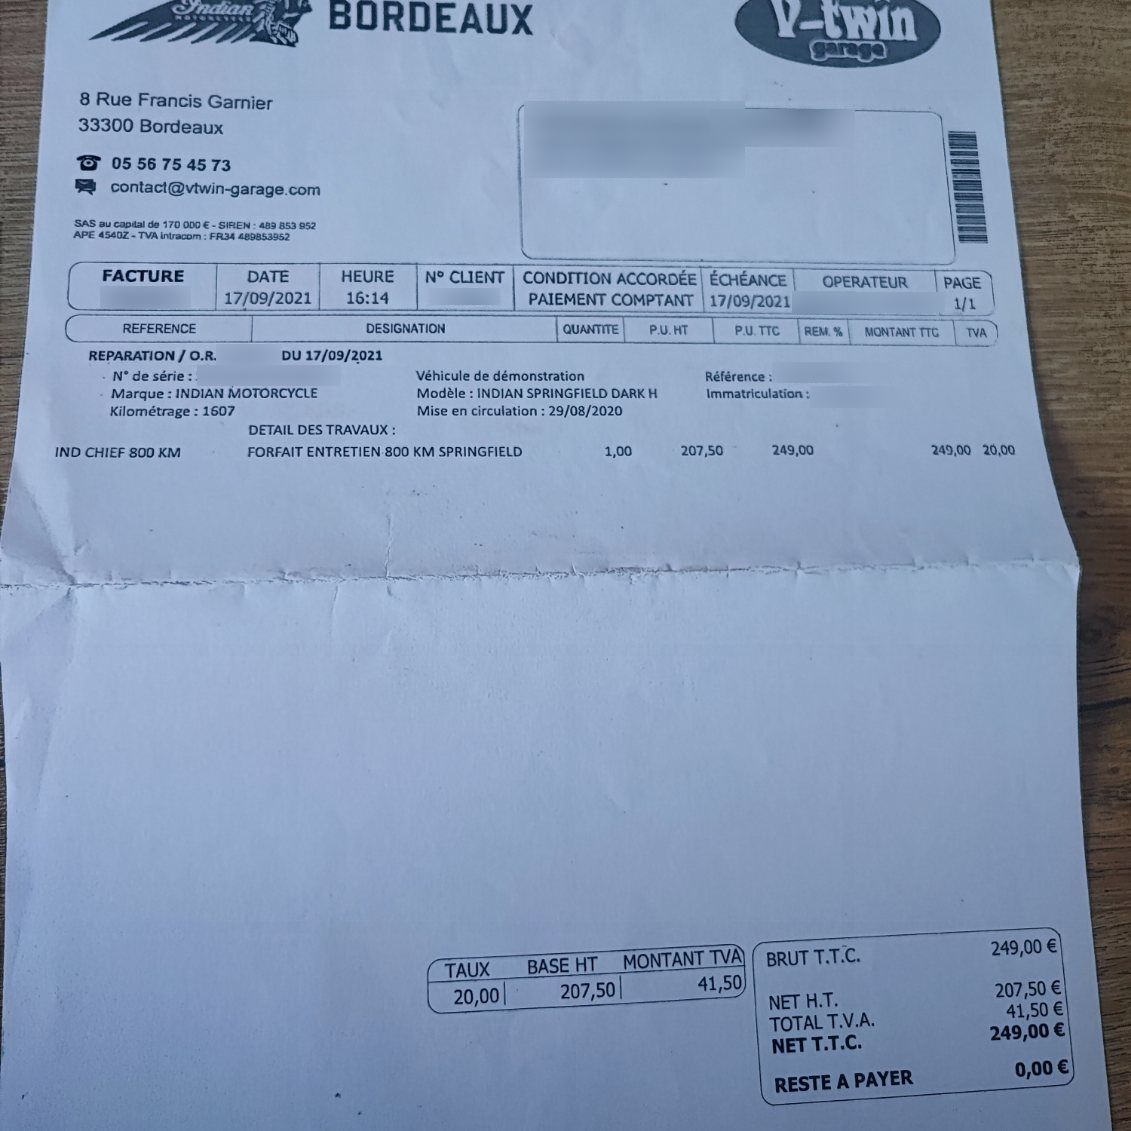 Indian
MOTORCYCLE
BORDEAUX
V-twin
garage
8 Rue Francis Garnier
33300 Bordeaux
05 56 75 45 73
contact@vtwin-garage.com
SAS au capital de 170 000 € - SIREN : 489 853 952
APE 4540Z - TVA intracom : FR34 489853952
FACTURE DATE HEURE N° CLIENT CONDITION ACCORDÉE ÉCHÉANCE OPERATEUR PAGE
17/09/2021 16:14 PAIEMENT COMPTANT 17/09/2021 1/1
REFERENCE DESIGNATION QUANTITE P.U. HT P.U. TTC REM. % MONTANT TTC TVA
REPARATION / O.R. DU 17/09/2021
N° de série : Véhicule de démonstration Référence :
Marque : INDIAN MOTORCYCLE Modèle : INDIAN SPRINGFIELD DARK H Immatriculation :
Kilométrage : 1607 Mise en circulation : 29/08/2020
DETAIL DES TRAVAUX :
IND CHIEF 800 KM FORFAIT ENTRETIEN 800 KM SPRINGFIELD 1,00 207,50 249,00 249,00 20,00
TAUX BASE HT MONTANT TVA
20,00 207,50 41,50
BRUT T.T.C. 249,00 €
NET H.T. 207,50 €
TOTAL T.V.A. 41,50 €
NET T.T.C. 249,00 €
RESTE A PAYER 0,00 €